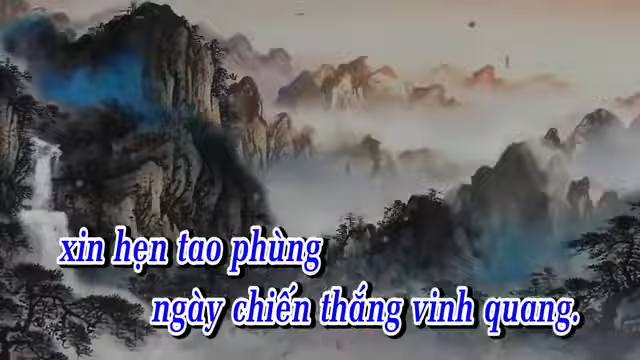 xin hẹn tao phùng
ngày chiến thắng vinh quang.